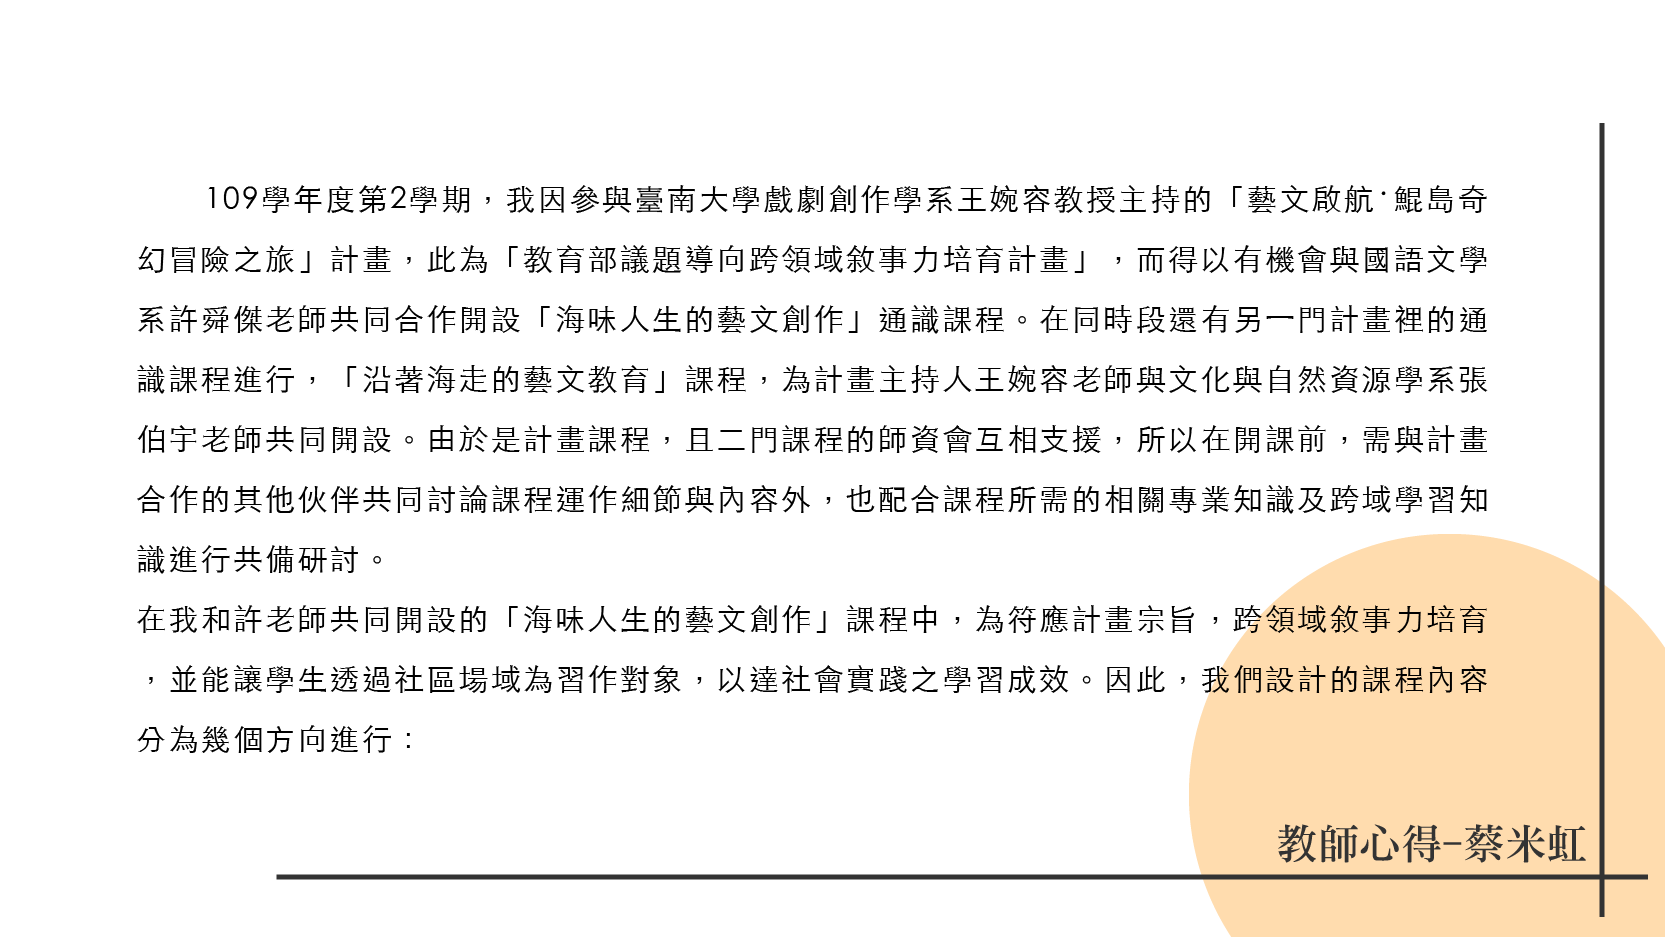 109學年度第2學期，我因參與臺南大學戲劇創作學系王婉容教授主持的「藝文啟航˙鯤島奇
幻冒險之旅」計畫，此為「教育部議題導向跨領域敘事力培育計畫」，而得以有機會與國語文學
系許舜傑老師共同合作開設「海味人生的藝文創作」通識課程。在同時段還有另一門計畫裡的通
識課程進行，「沿著海走的藝文教育」課程，為計畫主持人王婉容老師與文化與自然資源學系張
伯宇老師共同開設。由於是計畫課程，且二門課程的師資會互相支援，所以在開課前，需與計畫
合作的其他伙伴共同討論課程運作細節與內容外，也配合課程所需的相關專業知識及跨域學習知
識進行共備研討。
在我和許老師共同開設的「海味人生的藝文創作」課程中，為符應計畫宗旨，跨領域敘事力培育
，並能讓學生透過社區場域為習作對象，以達社會實踐之學習成效。因此，我們設計的課程內容
分為幾個方向進行：
教師心得-蔡米虹